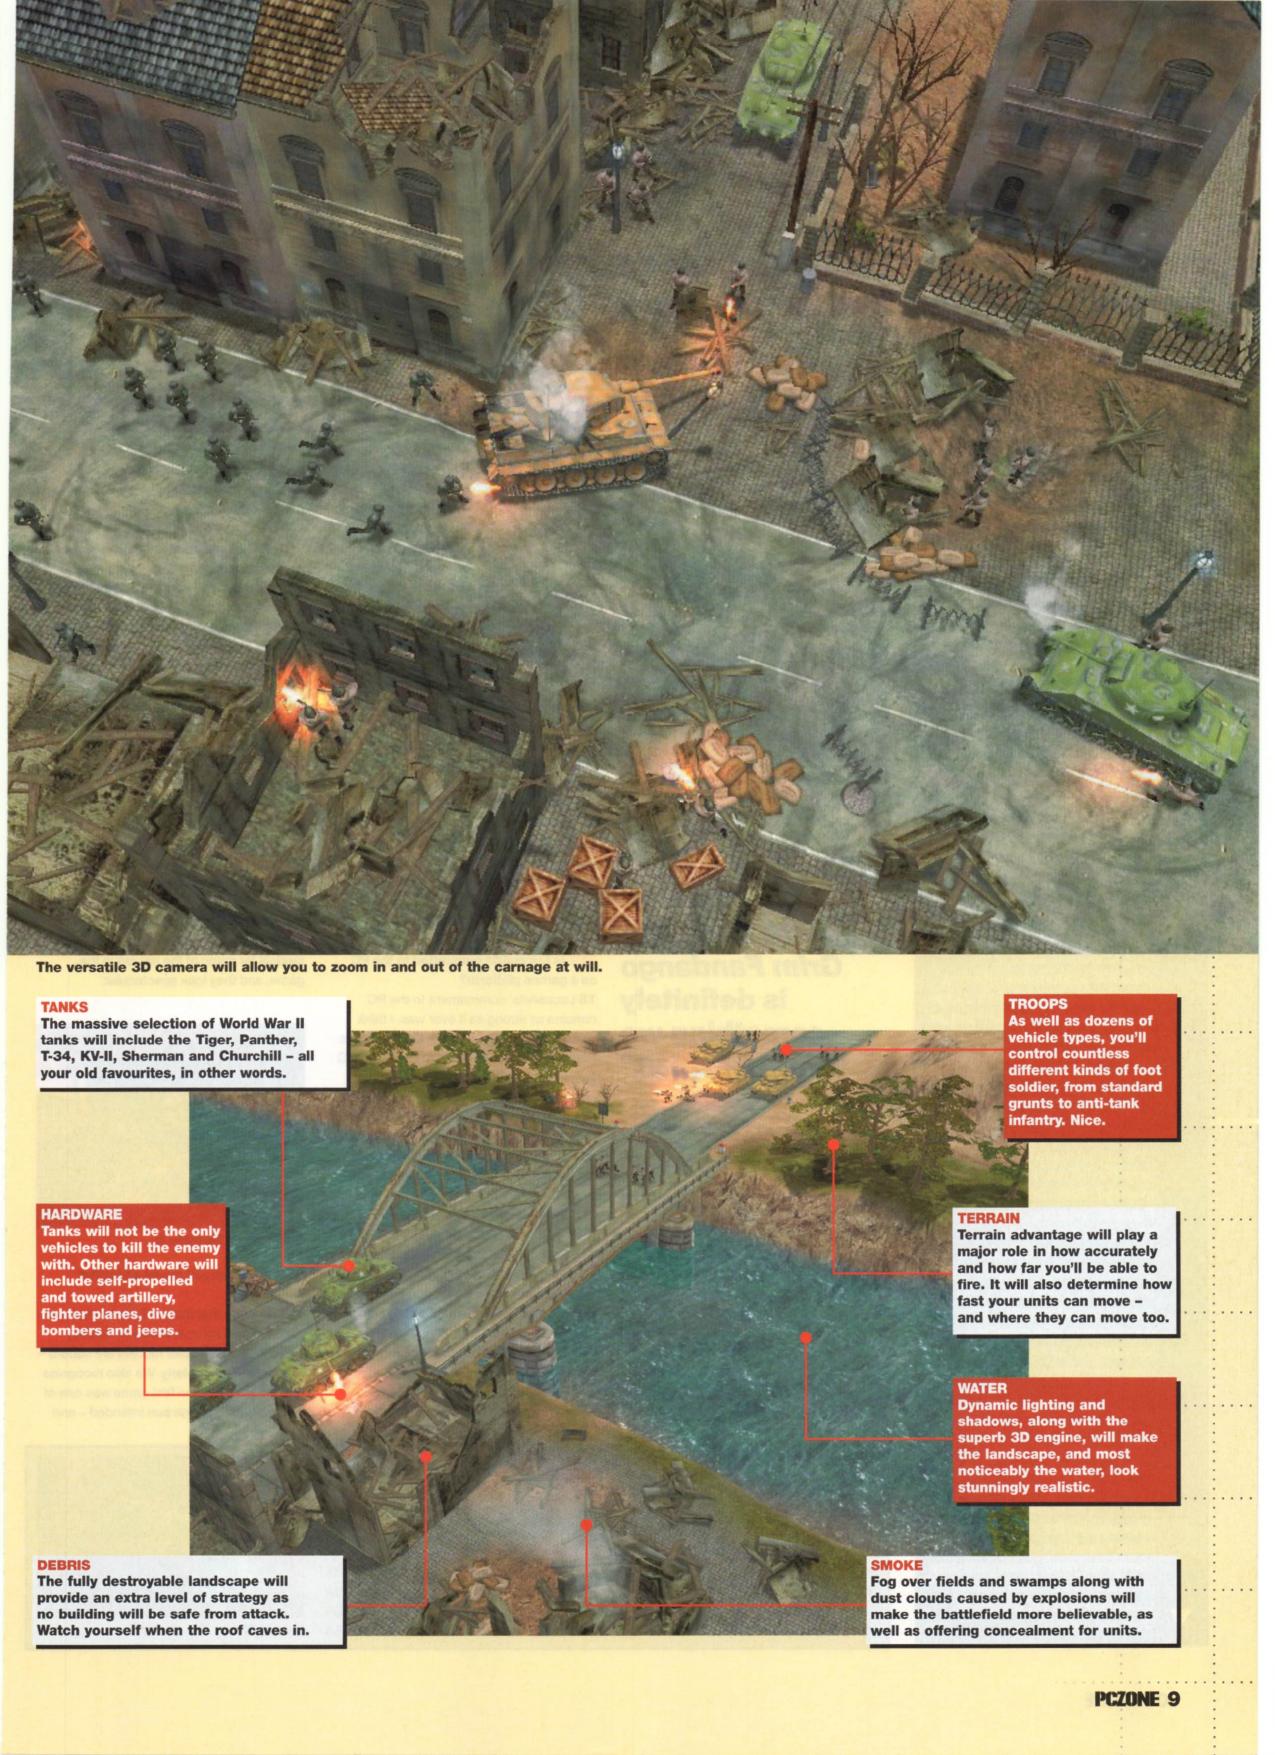 The versatile 3D camera will allow you to zoom in and out of the carnage at will.
TANKS
The massive selection of World War II
tanks will include the Tiger, Panther,
T-34, KV-II, Sherman and Churchill – all
your old favourites, in other words.
TROOPS
As well as dozens of
vehicle types, you'll
control countless
different kinds of foot
soldier, from standard
grunts to anti-tank
infantry. Nice.
HARDWARE
Tanks will not be the only
vehicles to kill the enemy
with. Other hardware will
include self-propelled
and towed artillery,
fighter planes, dive
bombers and jeeps.
TERRAIN
Terrain advantage will play a
major role in how accurately
and how far you'll be able to
fire. It will also determine how
fast your units can move –
and where they can move too.
WATER
Dynamic lighting and
shadows, along with the
superb 3D engine, will make
the landscape, and most
noticeably the water, look
stunningly realistic.
DEBRIS
The fully destroyable landscape will
provide an extra level of strategy as
no building will be safe from attack.
Watch yourself when the roof caves in.
SMOKE
Fog over fields and swamps along with
dust clouds caused by explosions will
make the battlefield more believable, as
well as offering concealment for units.
PCZONE 9